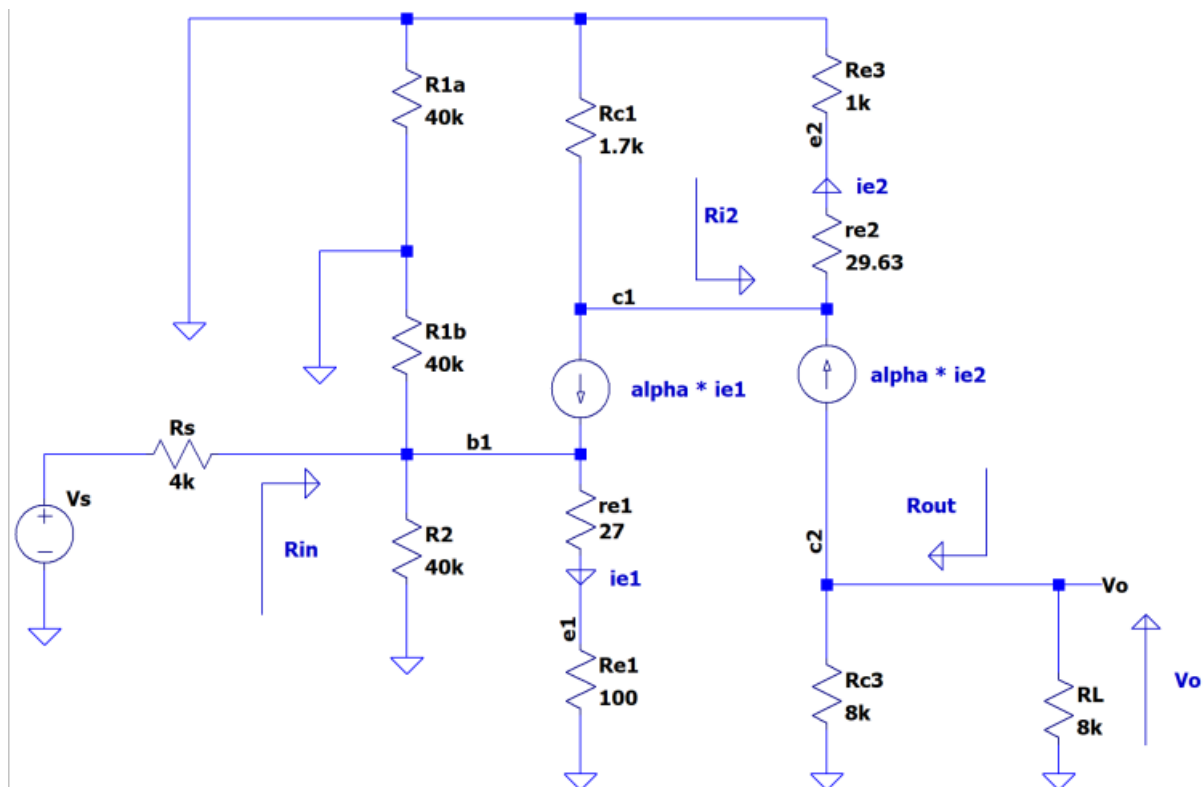 R1a
40k
Rc1
1.7k
Re3
1k
e2
ie2
re2
29.63
Ri2
c1
R1b
40k
alpha * ie1
alpha * ie2
Rs
4k
b1
Vs
+
−
Rin
R2
40k
re1
27
ie1
e1
Re1
100
c2
Rout
Vo
Rc3
8k
RL
8k
Vo